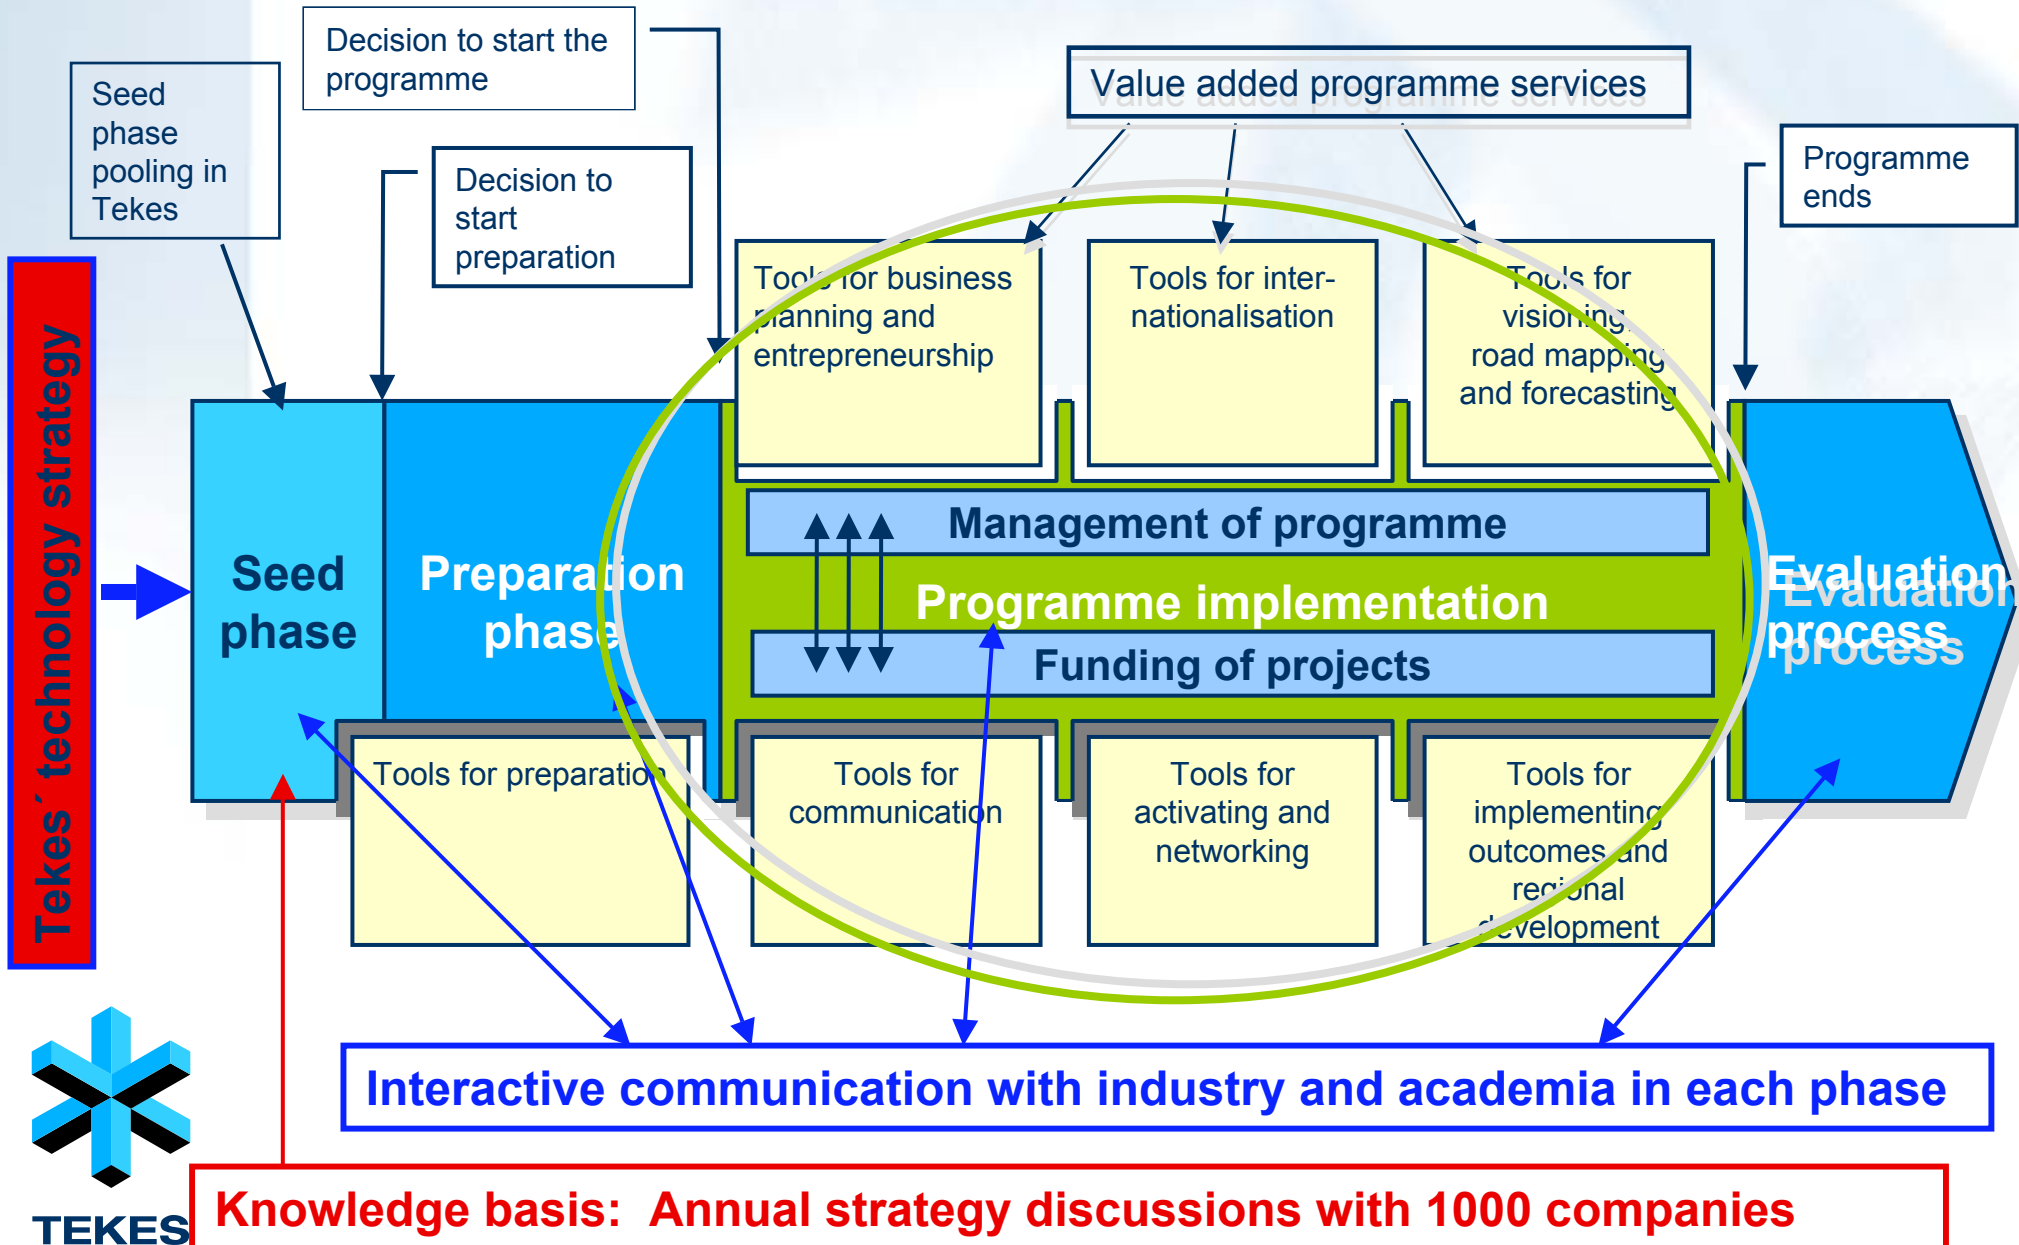 Decision to start the
programme
Value added programme services
Seed
phase
pooling in
Tekes
Decision to
start
preparation
Programme
ends
Tekes´ technology strategy
Tools for business
planning and
entrepreneurship
Tools for inter-
nationalisation
Tools for
visioning,
road mapping
and forecasting
Management of programme
Seed
phase
Preparation
phase
Programme implementation
Evaluation
process
Funding of projects
Tools for preparation
Tools for
communication
Tools for
activating and
networking
Tools for
implementing
outcomes and
regional
development
Interactive communication with industry and academia in each phase
Knowledge basis: Annual strategy discussions with 1000 companies
TEKES